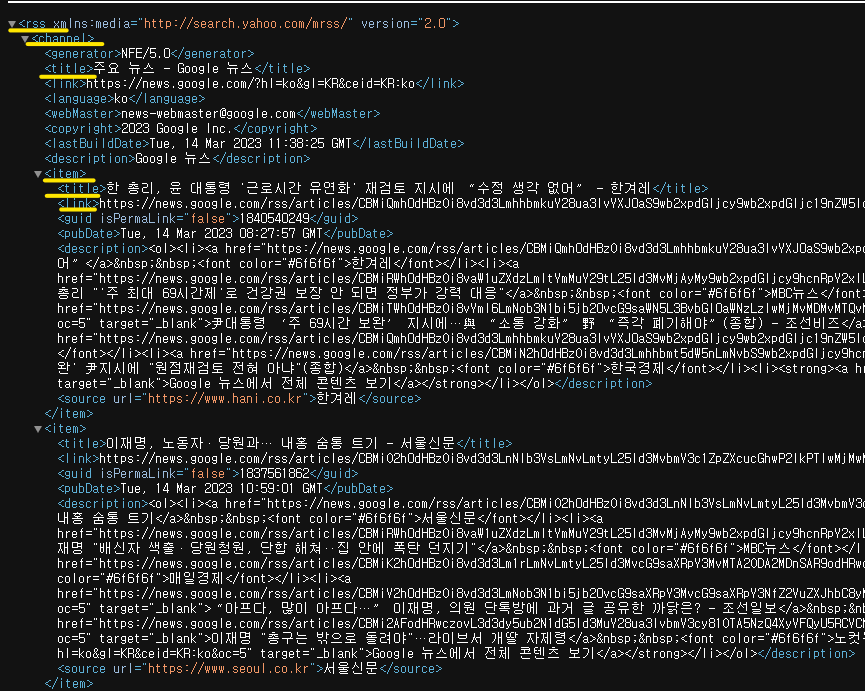 ▼<rss xmlns:media="http://search.yahoo.com/mrss/" version="2.0">
▼<channel>
<generator>NFE/5.0</generator>
<title>주요 뉴스 - Google 뉴스</title>
<link>https://news.google.com/?hl=ko&gl=KR&ceid=KR:ko</link>
<language>ko</language>
<webMaster>news-webmaster@google.com</webMaster>
<copyright>2023 Google Inc.</copyright>
<lastBuildDate>Tue, 14 Mar 2023 11:38:25 GMT</lastBuildDate>
<description>Google 뉴스</description>
▼<item>
<title>한 총리, 윤 대통령 '근로시간 유연화' 재검토 지시에 “수정 생각 없어” - 한겨레</title>
<link>https://news.google.com/rss/articles/
<guid isPermaLink="false">1840540249</guid>
<pubDate>Tue, 14 Mar 2023 08:27:57 GMT</pubDate>
<description><ol><li><a href="https://news.google.com/rss/articles/
어” </a>&nbsp;&nbsp;<font color="#6f6f6f">한겨레</font></li><li><a
href="https://news.google.com/rss/articles/
총리 "'주 최대 69시간제'로 건강권 보장 안 되면 정부가 강력 대응"</a>&nbsp;&nbsp;<font color="#6f6f6f">MBC뉴스</font>
href="https://news.google.com/rss/articles/
oc=5" target="_blank">尹대통령 ‘주 69시간 보완’ 지시에…與 “소통 강화” 野 “즉각 폐기해야” (종합) - 조선비즈</a>
href="https://news.google.com/rss/articles/
</font></li><li><a href="https://news.google.com/rss/articles/
완' 尹지시에 "원점재검토 전혀 아냐"(종합)</a>&nbsp;&nbsp;<font color="#6f6f6f">한국경제</font></li><li><strong><a
target="_blank">Google 뉴스에서 전체 콘텐츠 보기</a></strong></li></ol></description>
<source url="https://www.hani.co.kr">한겨레</source>
</item>
▼<item>
<title>이재명, 노동자·당원과… 내홍 숨통 트기 - 서울신문</title>
<link>https://news.google.com/rss/articles/
<guid isPermaLink="false">1837561862</guid>
<pubDate>Tue, 14 Mar 2023 10:59:01 GMT</pubDate>
<description><ol><li><a href="https://news.google.com/rss/articles/
내홍 숨통 트기</a>&nbsp;&nbsp;<font color="#6f6f6f">서울신문</font></li><li><a
href="https://news.google.com/rss/articles/
재명 "배신자 색출·당원청원, 단합 해쳐‥집 안에 폭탄 던지기"</a>&nbsp;&nbsp;<font color="#6f6f6f">MBC뉴스</font></l
href="https://news.google.com/rss/articles/
color="#6f6f6f">매일경제</font></li><li><a
href="https://news.google.com/rss/articles/
oc=5" target="_blank">“아프다, 많이 아프다…” 이재명, 의원 단톡방에 과거 글 공유한 까닭은? - 조선일보</a>&nbsp;&nbsp;
href="https://news.google.com/rss/articles/
oc=5" target="_blank">이재명 "총구는 밖으로 돌려야"…라이브서 개딸 자제령</a>&nbsp;&nbsp;<font color="#6f6f6f">노컷
hl=ko&gl=KR&ceid=KR:ko&oc=5" target="_blank">Google 뉴스에서 전체 콘텐츠 보기</a></strong></li></ol></description>
<source url="https://www.seoul.co.kr">서울신문</source>
</item>